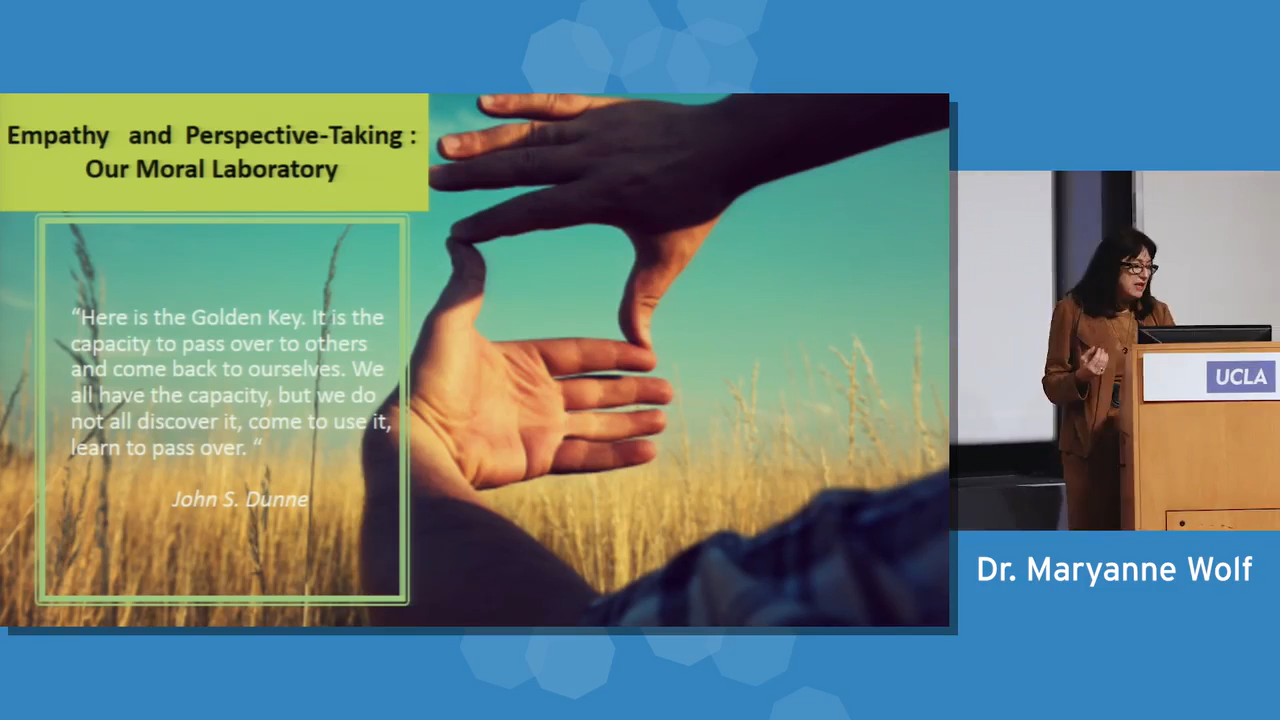 Empathy and Perspective-Taking :
Our Moral Laboratory
“Here is the Golden Key. It is the
capacity to pass over to others
and come back to ourselves. We
all have the capacity, but we do
not all discover it, come to use it,
learn to pass over. “
John S. Dunne
UCLA
Dr. Maryanne Wolf